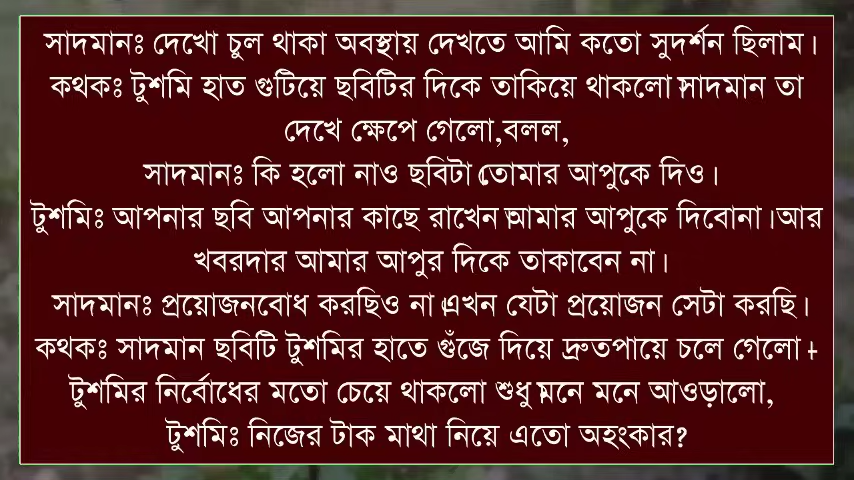 সাদমানঃ দেখো চুল থাকা অবস্থায় দেখতে আমি কতো সুদর্শন ছিলাম।
কথকঃ টুশমি হাত গুটিয়ে ছবিটির দিকে তাকিয়ে থাকলো।সাদমান তা
দেখে ক্ষেপে গেলো,বলল,
সাদমানঃ কি হলো নাও ছবিটা।তোমার আপুকে দিও।
টুশমিঃ আপনার ছবি আপনার কাছে রাখেন।আমার আপুকে দিবোনা।আর
খবরদার আমার আপুর দিকে তাকাবেন না।
সাদমানঃ প্রয়োজনবোধ করছিও না।এখন যেটা প্রয়োজন সেটা করছি।
কথকঃ সাদমান ছবিটি টুশমির হাতে গুঁজে দিয়ে দ্রুতপায়ে চলে গেলো।
টুশমির নির্বোধের মতো চেয়ে থাকলো শুধু।মনে মনে আওড়ালো,
টুশমিঃ নিজের টাক মাথা নিয়ে এতো অহংকার?